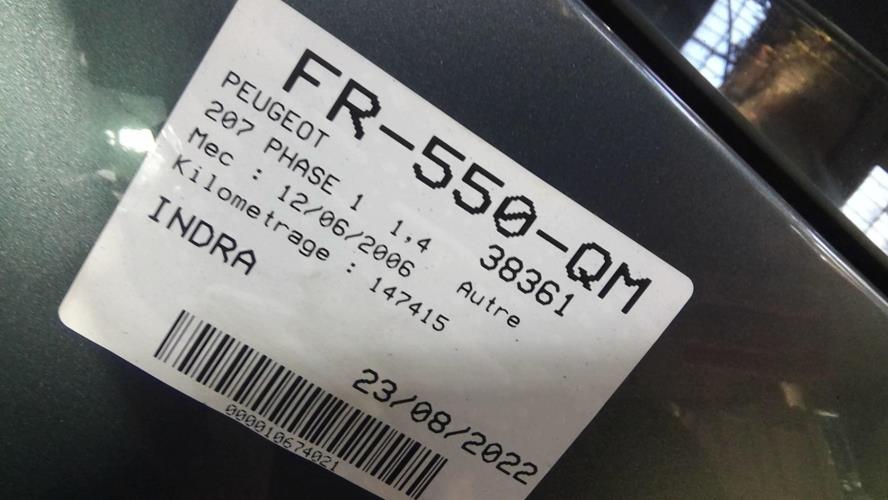 FR-550-QM
PEUGEOT 38361
207 PHASE 1 1,4 Autre
Mec : 12/06/2006
Kilometrage : 147415
INDRA
23/08/2022
000010674021